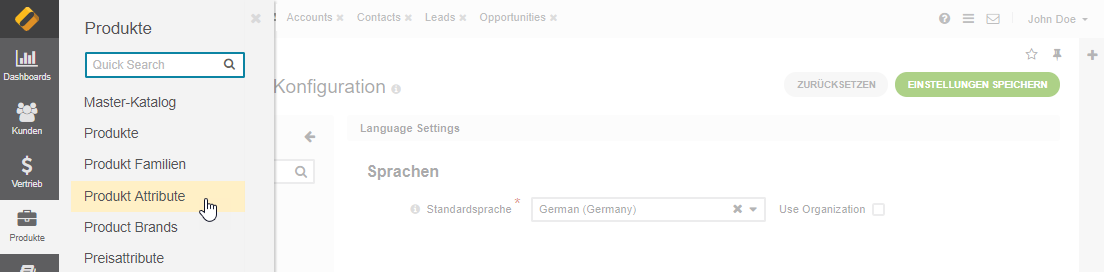 Dashboards
Kunden
Vertrieb
Produkte
Produkte
Quick Search
Master-Katalog
Produkte
Produkt Familien
Produkt Attribute
Product Brands
Preisattribute
Accounts Contacts Leads Opportunities
John Doe
Konfiguration
ZURÜCKSETZEN EINSTELLUNGEN SPEICHERN
Language Settings
Sprachen
Standardsprache * German (Germany) Use Organization